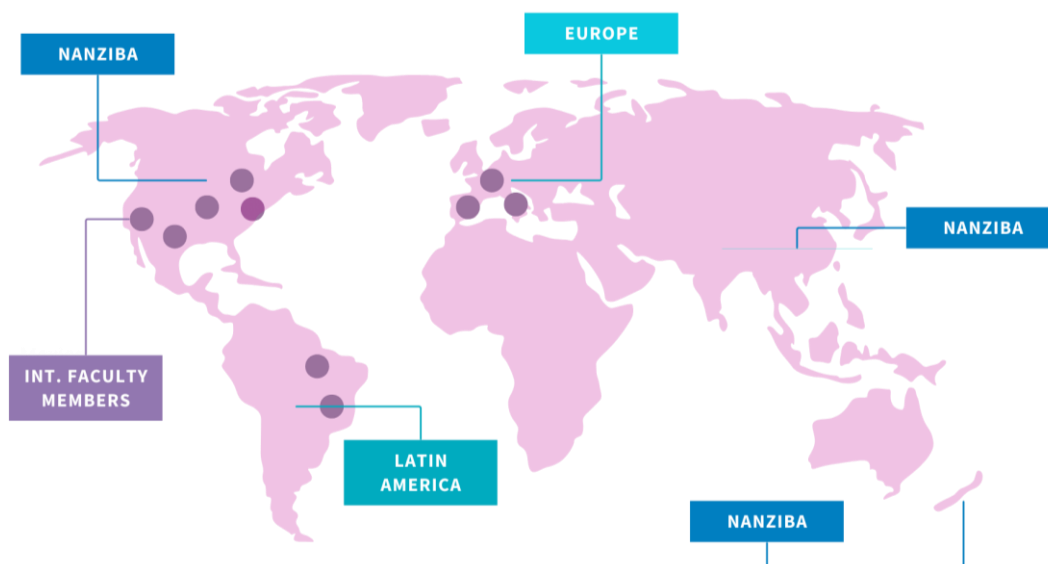 NANZIBA
EUROPE
NANZIBA
INT. FACULTY
MEMBERS
LATIN
AMERICA
NANZIBA